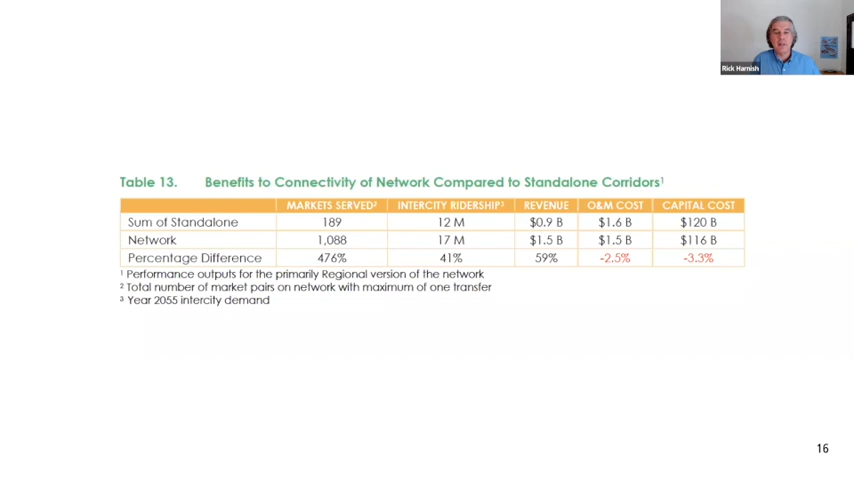 Rick Harnish
Table 13. Benefits to Connectivity of Network Compared to Standalone Corridors¹
MARKETS SERVED² INTERCITY RIDERSHIP³ REVENUE O&M COST CAPITAL COST
Sum of Standalone 189 12 M $0.9 B $1.6 B $120 B
Network 1,088 17 M $1.5 B $1.5 B $116 B
Percentage Difference 476% 41% 59% -2.5% -3.3%
¹ Performance outputs for the primarily Regional version of the network
² Total number of market pairs on network with maximum of one transfer
³ Year 2055 intercity demand
16